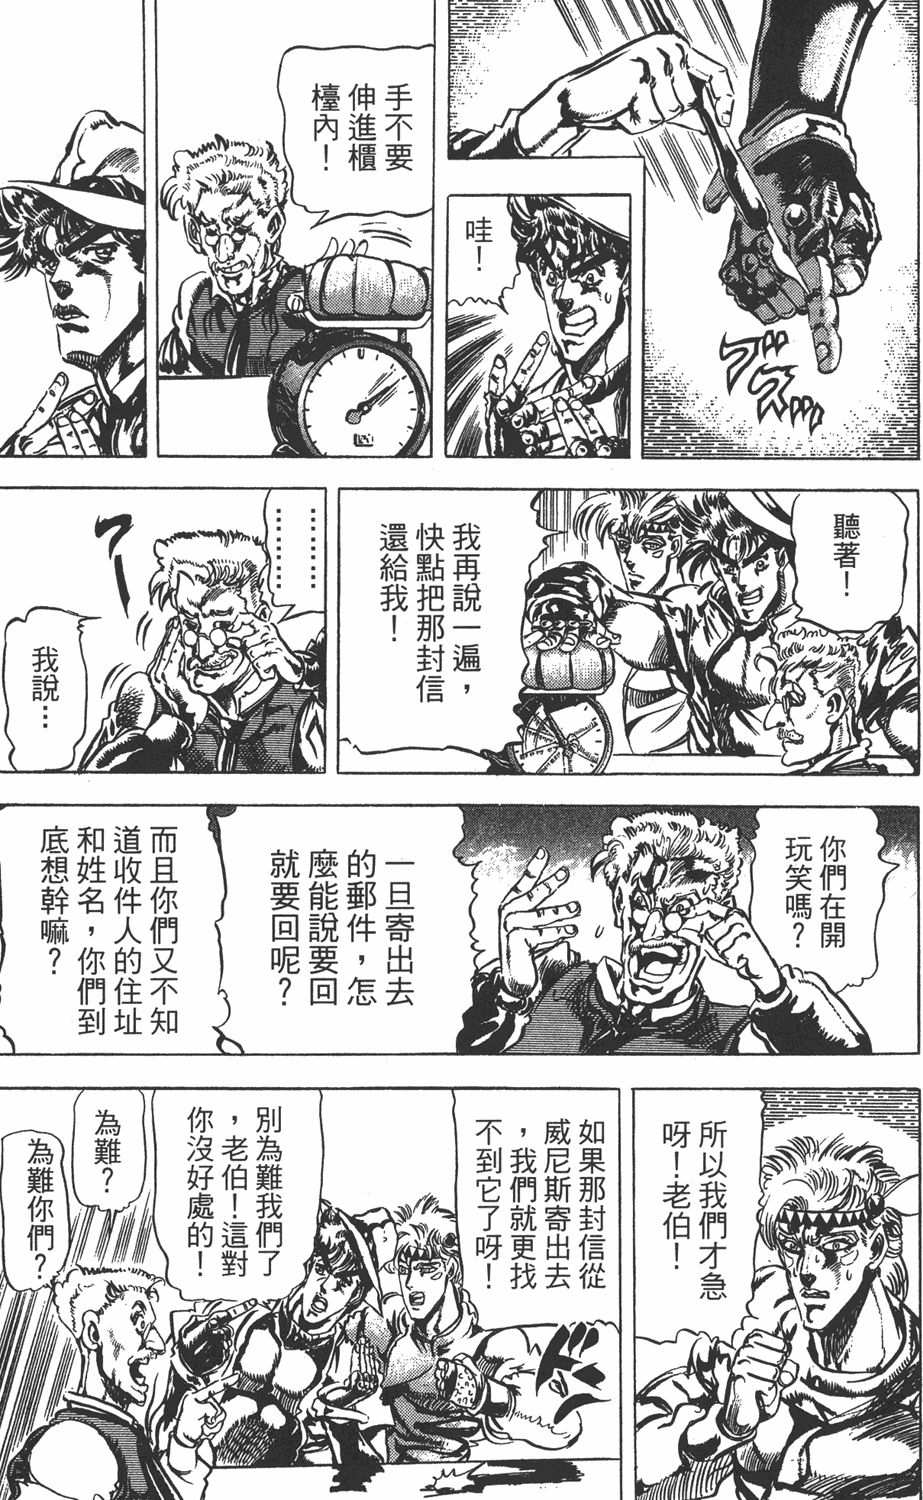 ブブズズッ
哇！
手不要
伸進櫃
檯內！
聽著！
我再說一遍，
快點把那封信
還給我！
………
………
我說…
你們在開
玩笑嗎？
一旦寄出去
的郵件，怎
麼能說要回
就要回呢？
而且你們又不知
道收件人的住址
和姓名，你們到
底想幹嘛？
所以我們才急
呀！老伯！
如果那封信從
威尼斯寄出去
，我們就更找
不到它了呀！
別為難我們了
，老伯！這對
你沒好處的！
為難？
為難你們？